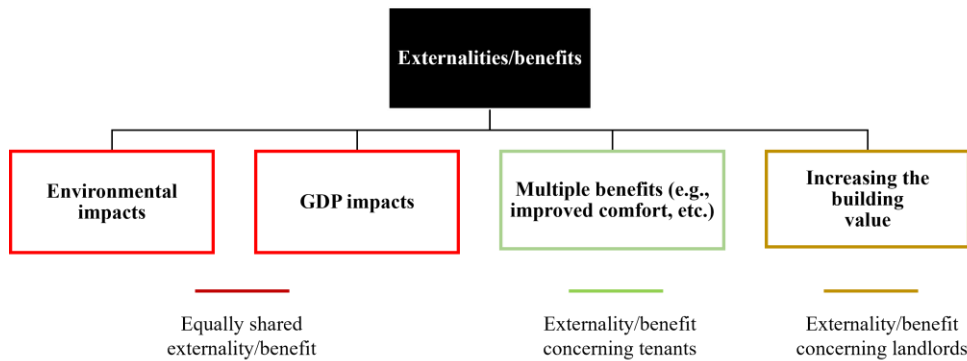 Externalities/benefits
Environmental
impacts
GDP impacts
Multiple benefits (e.g.,
improved comfort, etc.)
Increasing the
building
value
Equally shared
externality/benefit
Externality/benefit
concerning tenants
Externality/benefit
concerning landlords